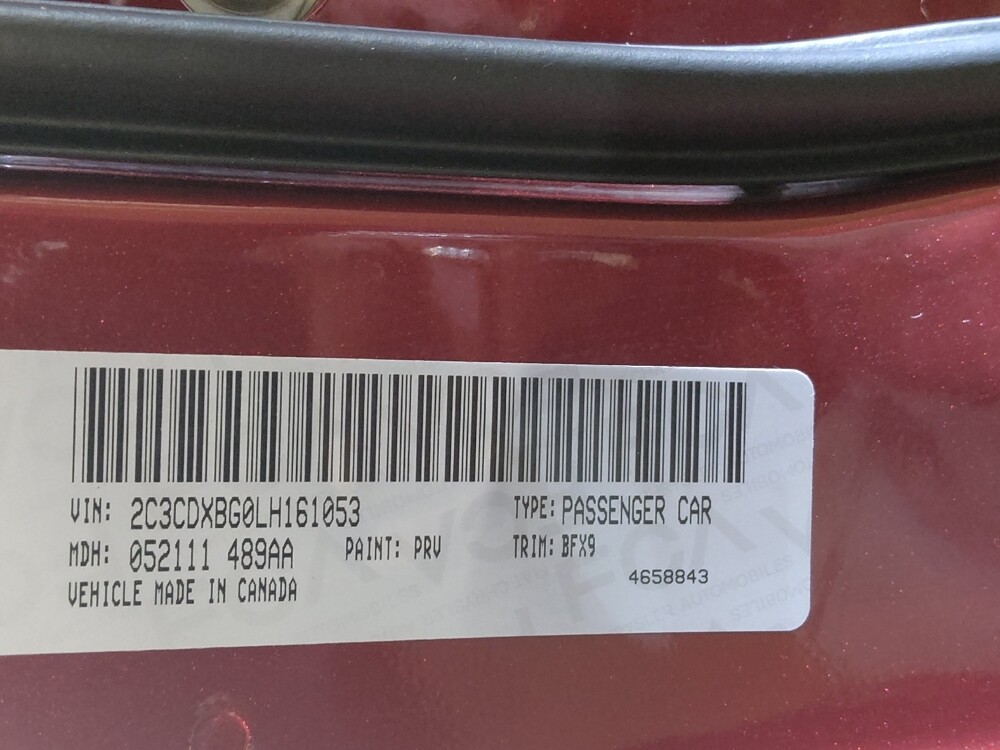 VIN: 2C3CDXBG0LH161053 TYPE: PASSENGER CAR
MDH: 052111 489AA PAINT: PRV TRIM: BFX9
VEHICLE MADE IN CANADA 4658843